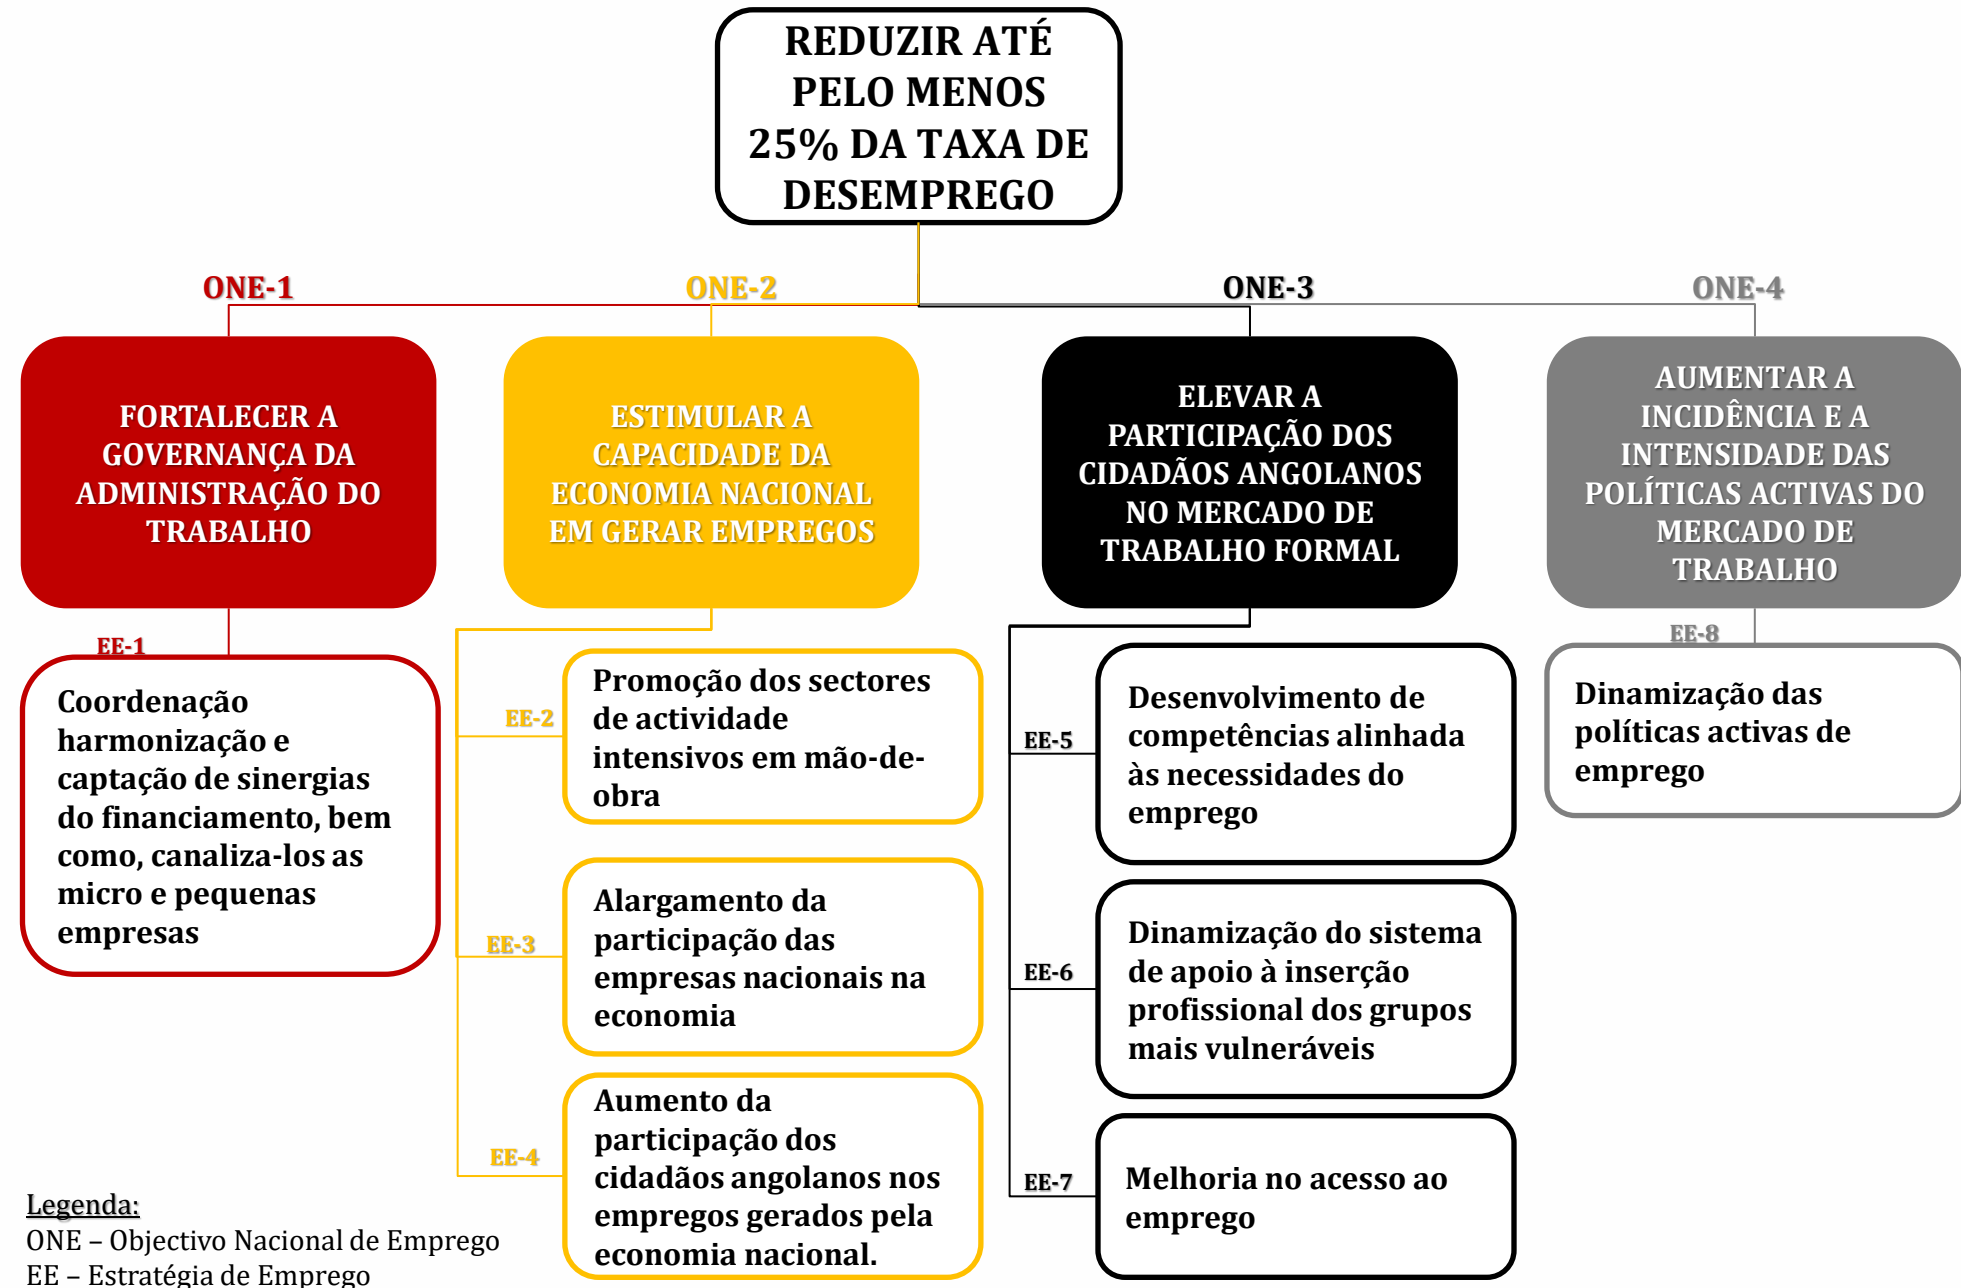 REDUZIR ATÉ
PELO MENOS
25% DA TAXA DE
DESEMPREGO
ONE-1
ONE-2
ONE-3
ONE-4
FORTALECER A
GOVERNANÇA DA
ADMINISTRAÇÃO DO
TRABALHO
ESTIMULAR A
CAPACIDADE DA
ECONOMIA NACIONAL
EM GERAR EMPREGOS
ELEVAR A
PARTICIPAÇÃO DOS
CIDADÃOS ANGOLANOS
NO MERCADO DE
TRABALHO FORMAL
AUMENTAR A
INCIDÊNCIA E A
INTENSIDADE DAS
POLÍTICAS ACTIVAS DO
MERCADO DE
TRABALHO
EE-1
Coordenação
harmonização e
captação de sinergias
do financiamento, bem
como, canaliza-los as
micro e pequenas
empresas
EE-2
Promoção dos sectores
de actividade
intensivos em mão-de-
obra
EE-3
Alargamento da
participação das
empresas nacionais na
economia
EE-4
Aumento da
participação dos
cidadãos angolanos nos
empregos gerados pela
economia nacional.
EE-5
Desenvolvimento de
competências alinhada
às necessidades do
emprego
EE-6
Dinamização do sistema
de apoio à inserção
profissional dos grupos
mais vulneráveis
EE-7
Melhoria no acesso ao
emprego
EE-8
Dinamização das
políticas activas de
emprego
Legenda:
ONE – Objectivo Nacional de Emprego
EE – Estratégia de Emprego